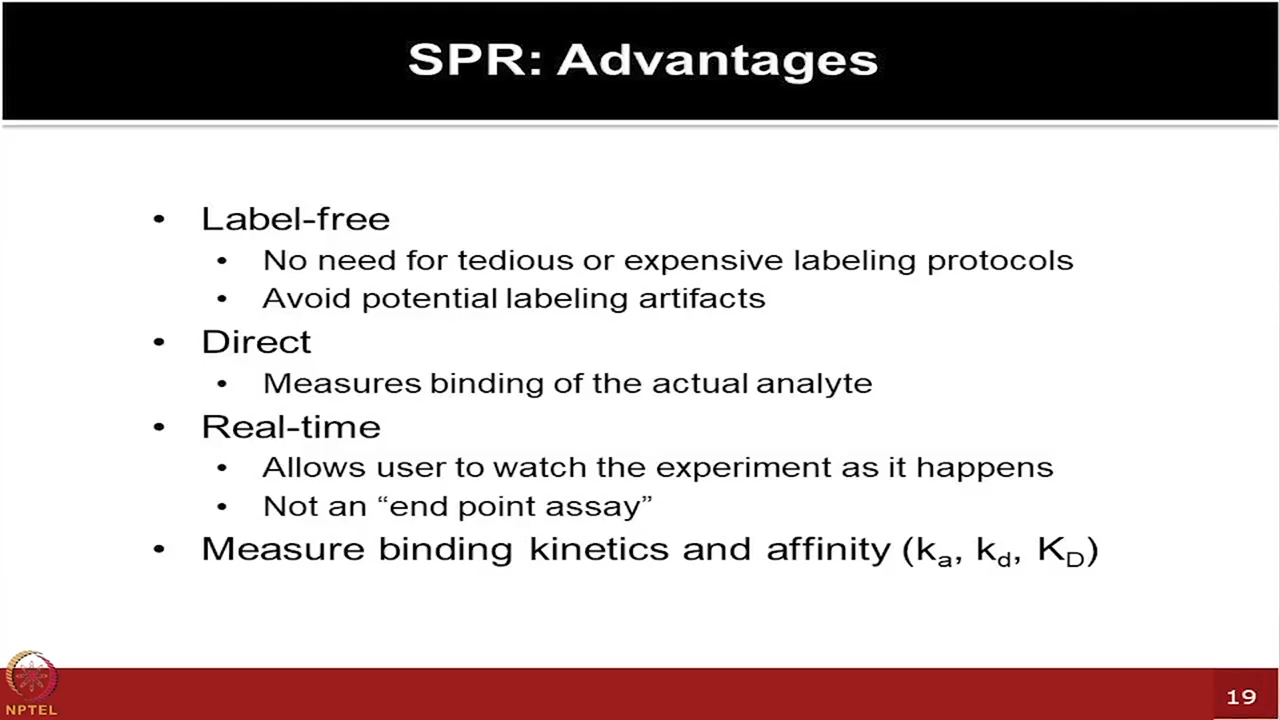 SPR: Advantages
• Label-free
• No need for tedious or expensive labeling protocols
• Avoid potential labeling artifacts
• Direct
• Measures binding of the actual analyte
• Real-time
• Allows user to watch the experiment as it happens
• Not an “end point assay”
• Measure binding kinetics and affinity (kₐ, k_d, K_D)
NPTEL
19